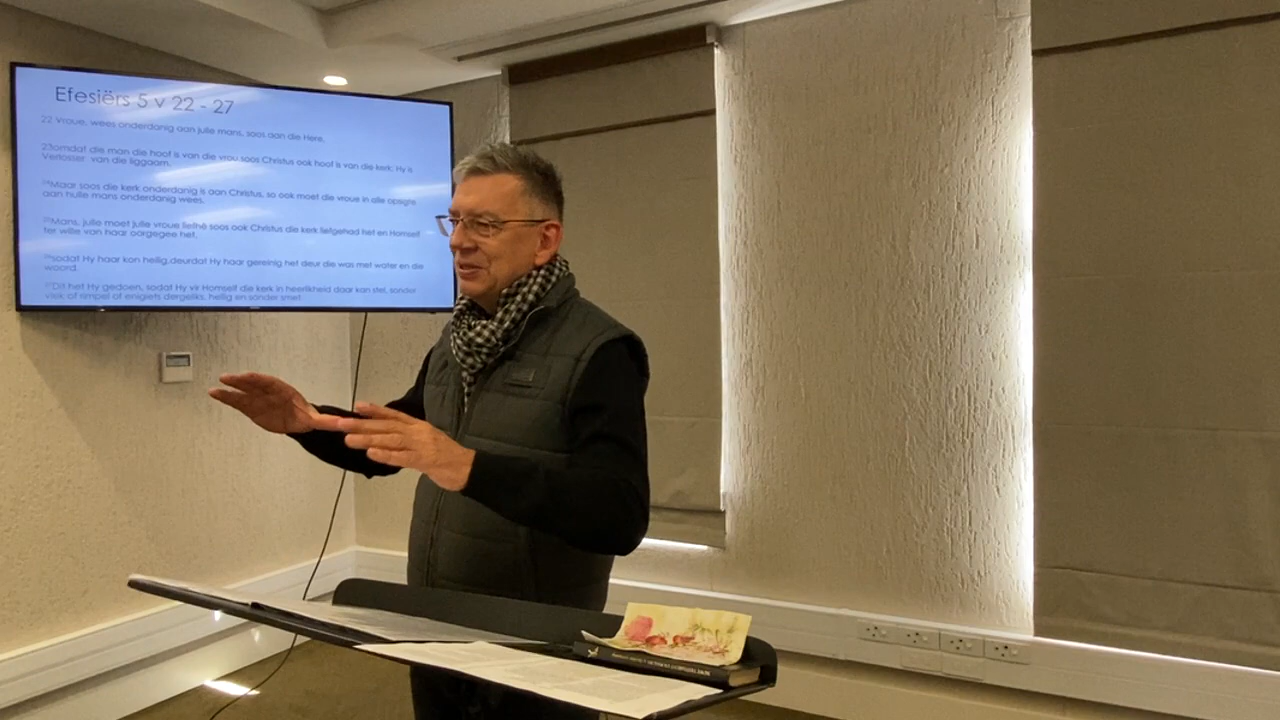 Efesiërs 5 v 22 - 27
22 Vroue, wees onderdanig aan julle mans, soos aan die Here,
23omdat die man die hoof is van die vrou soos Christus ook hoof is van die kerk; Hy is
Verlosser van die liggaam.
24Maar soos die kerk onderdanig is aan Christus, so ook moet die vroue in alle opsigte
aan hulle mans onderdanig wees.
25Mans, julle moet julle vroue liefhê soos ook Christus die kerk liefgehad het en Homself
ter wille van haar oorgegee het,
26sodat Hy haar kon heilig,deurdat Hy haar gereinig het deur die was met water en die
woord.
27Dit het Hy gedoen, sodat Hy vir Homself die kerk in heerlikheid daar kon stel, sonder
vlek of rimpel of enigiets dergeliks, heilig en sonder smet